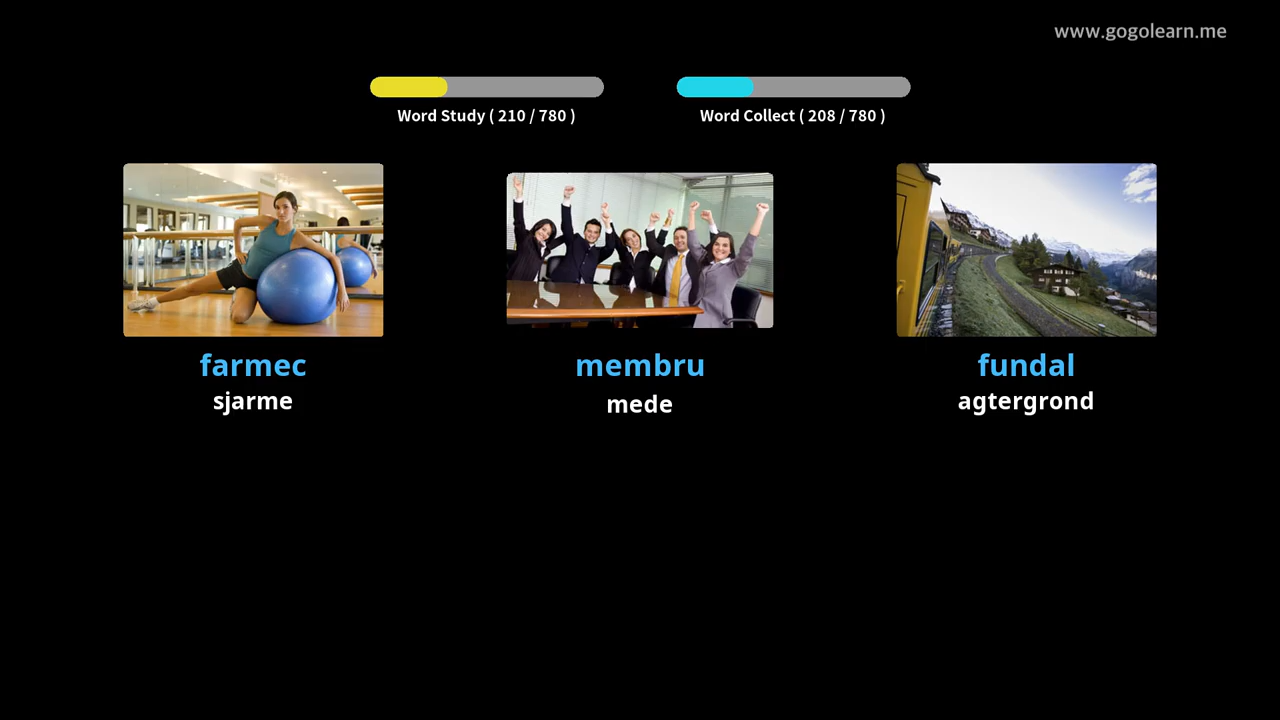 www.gogolearn.me
Word Study ( 210 / 780 )
Word Collect ( 208 / 780 )
farmec
sjarme
membru
mede
fundal
agtergrond